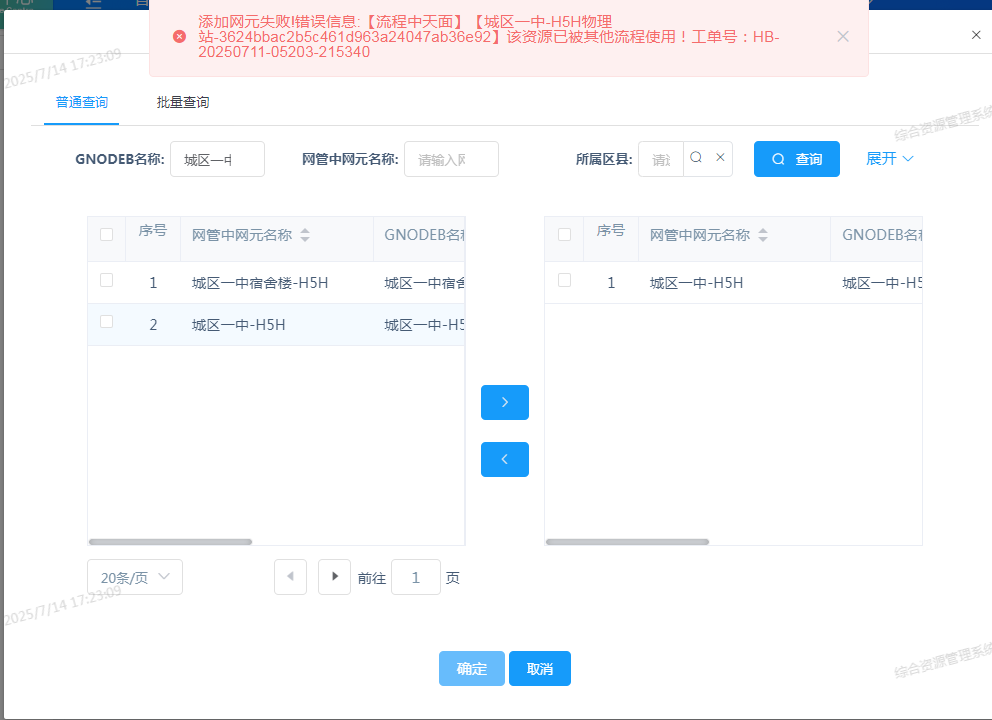 添加网元失败!错误信息:【流程中天面】【城区一中-H5H物理
站-3624bbac2b5c461d963a24047ab36e92】该资源已被其他流程使用！工单号：HB-
20250711-05203-215340
2025/7/14 17:23:09
普通查询 批量查询
综合资源管理系统
GNODEB名称: 城区一中 网管中网元名称: 请输入网 所属区县: 请选 查询 展开
序号 网管中网元名称 GNODEB名称
1 城区一中宿舍楼-H5H 城区一中宿舍
2 城区一中-H5H 城区一中-H5
序号 网管中网元名称 GNODEB名称
1 城区一中-H5H 城区一中-H5
20条/页 前往 1 页
2025/7/14 17:23:09
综合资源管理系统
确定 取消